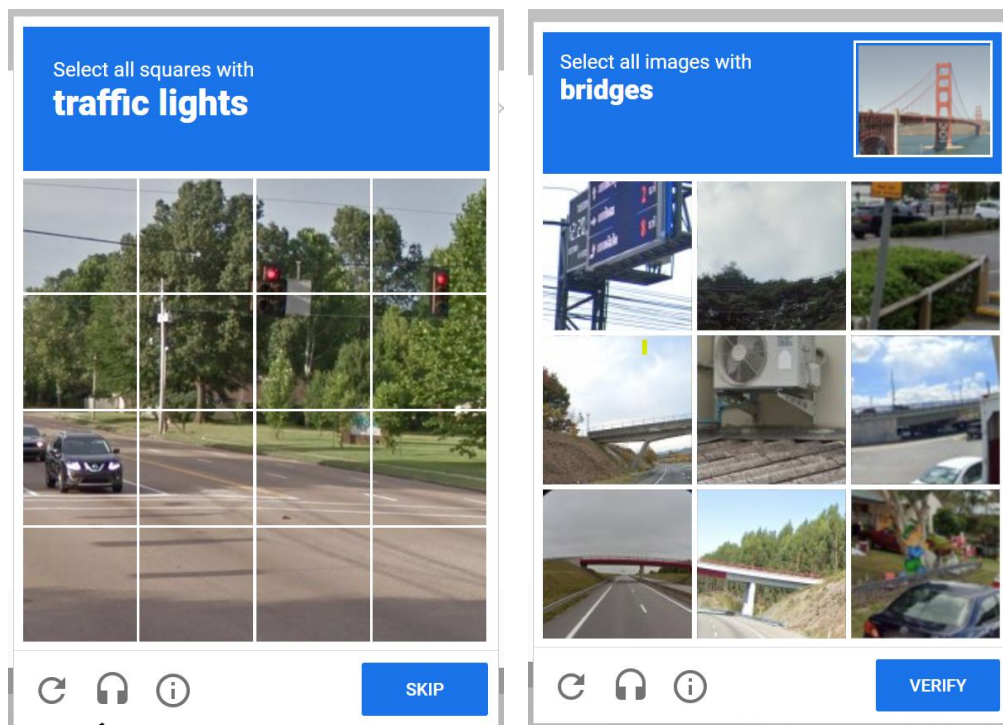 Select all squares with
traffic lights
SKIP
Select all images with
bridges
VERIFY